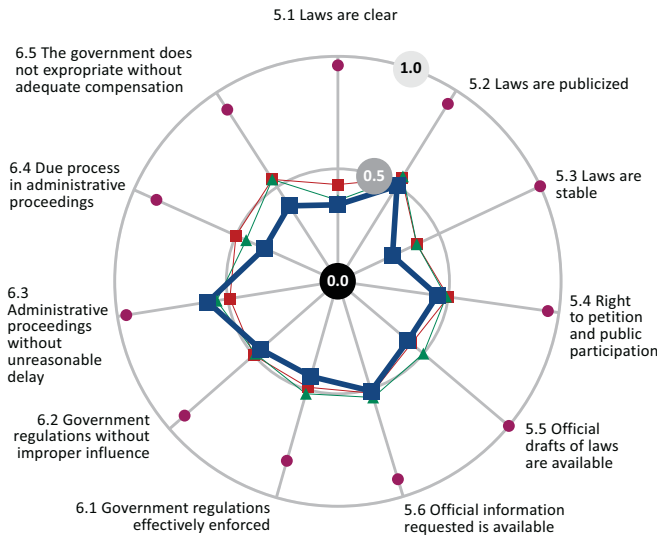 5.1 Laws are clear
1.0
5.2 Laws are publicized
5.3 Laws are
stable
5.4 Right
to petition
and public
participation
5.5 Official
drafts of laws
are available
5.6 Official information
requested is available
6.1 Government regulations
effectively enforced
6.2 Government
regulations without
improper influence
6.3
Administrative
proceedings
without
unreasonable
delay
6.4 Due process
in administrative
proceedings
6.5 The government does
not expropriate without
adequate compensation
0.5
0.0